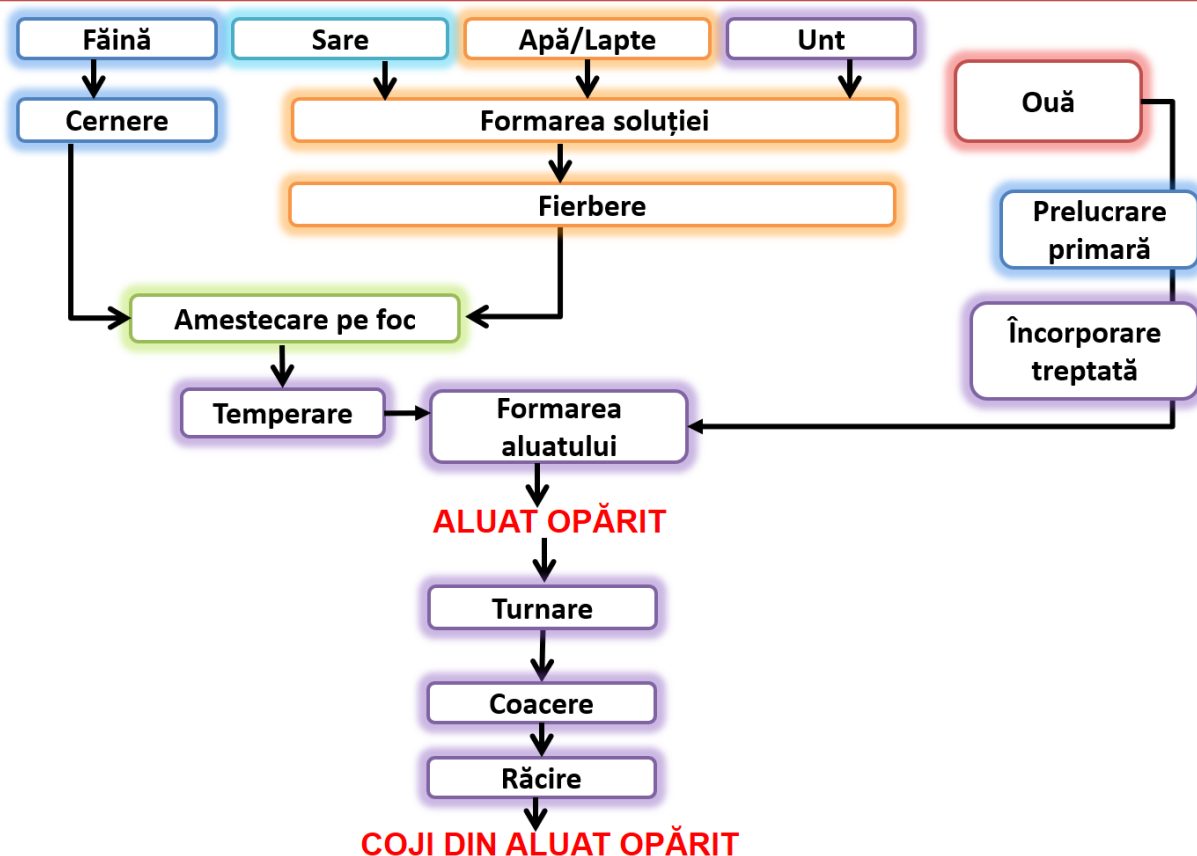 Făină
Sare
Apă/Lapte
Unt
Ouă
Cernere
Formarea soluției
Fierbere
Prelucrare
primară
Amestecare pe foc
Încorporare
treptată
Temperare
Formarea
aluatului
ALUAT OPĂRIT
Turnare
Coacere
Răcire
COJI DIN ALUAT OPĂRIT